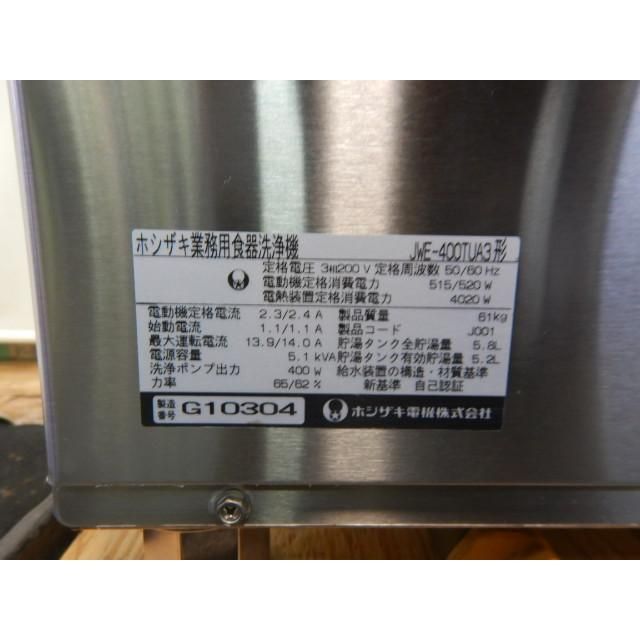 ホシザキ業務用食器洗浄機 JWE-400TUA3形
定格電圧 3相200V 定格周波数 50/60 Hz
電動機定格消費電力 515/520 W
電熱装置定格消費電力 4020 W
電動機定格電流 2.3/2.4 A 製品質量 61kg
始動電流 1.1/1.1 A 製品コード J001
最大運転電流 13.9/14.0 A 貯湯タンク全貯湯量 5.8L
電源容量 5.1 kVA 貯湯タンク有効貯湯量 5.2L
洗浄ポンプ出力 400 W 給水装置の構造・材質基準
力率 65/62 % 新基準 自己認証
製造番号 G10304 ホシザキ電機株式会社